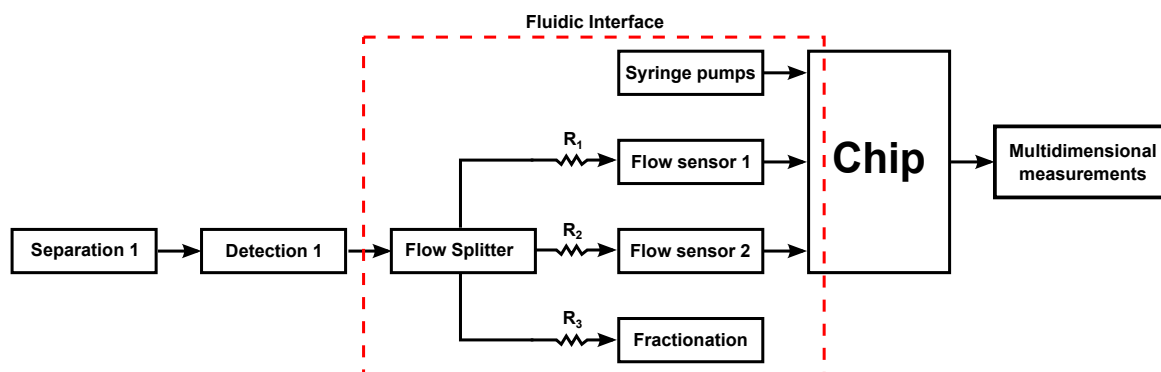 Fluidic Interface
Syringe pumps
R₁
Flow sensor 1
Chip
Multidimensional
measurements
Separation 1
Detection 1
Flow Splitter
R₂
Flow sensor 2
R₃
Fractionation